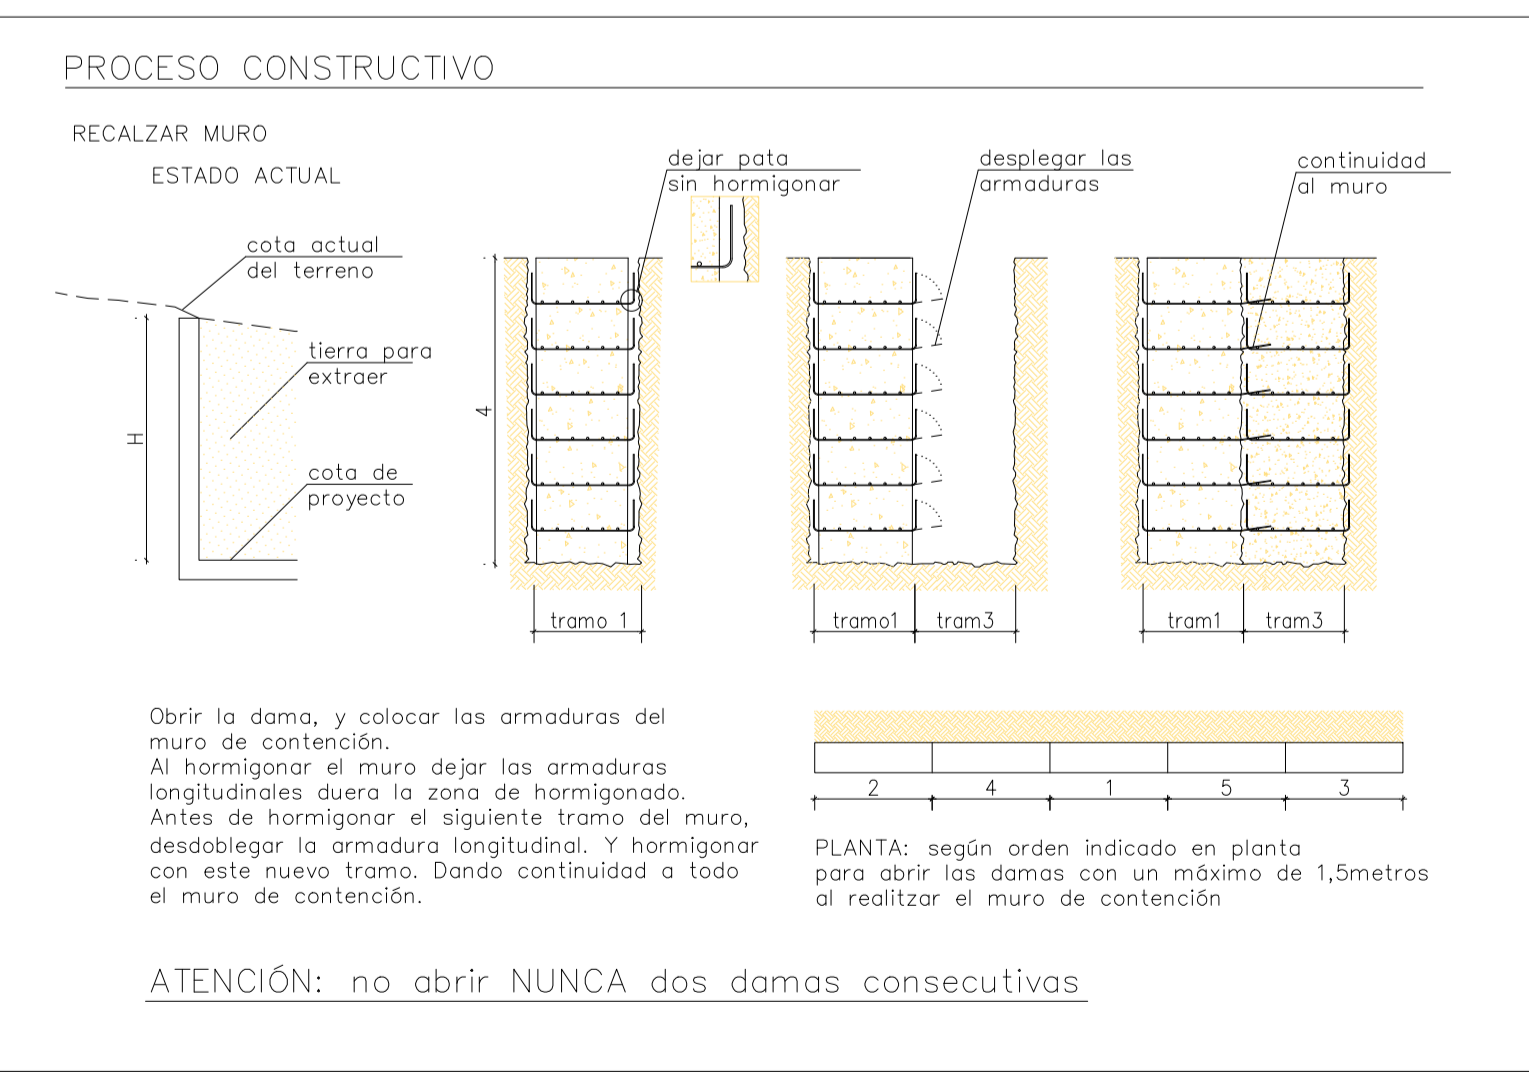 PROCESO CONSTRUCTIVO
RECALZAR MURO
ESTADO ACTUAL
cota actual
del terreno
tierra para
extraer
cota de
proyecto
H
dejar pata
sin hormigonar
4
tramo 1
desplegar las
armaduras
tramo1
tram3
continuidad
al muro
tram1
tram3
Obrir la dama, y colocar las armaduras del
muro de contención.
Al hormigonar el muro dejar las armaduras
longitudinales duera la zona de hormigonado.
Antes de hormigonar el siguiente tramo del muro,
desdoblegar la armadura longitudinal. Y hormigonar
con este nuevo tramo. Dando continuidad a todo
el muro de contención.
2 4 1 5 3
PLANTA: según orden indicado en planta
para abrir las damas con un máximo de 1,5metros
al realitzar el muro de contención
ATENCIÓN: no abrir NUNCA dos damas consecutivas